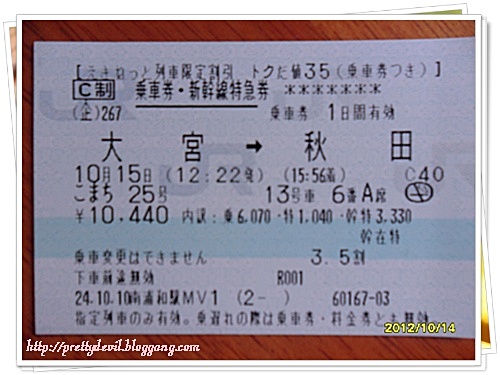 [えきねっと列車限定割引 トクだ値35(乗車券つき)]
C制 乗車券・新幹線特急券 *******
(企)267 乗車券 1日間有効
大宮 → 秋田
10月15日 (12:22発) (15:56着) C40
こまち 25号 13号車 6番A席
¥10,440 内訳:乗6,070・特1,040・幹特3,330
幹在特
乗車変更はできません 3.5割
下車前途無効 R001
24.10.10南浦和駅MV1 (2- ) 60167-03
指定列車のみ有効。乗遅れの際は乗車券・料金券とも無効。
2012/10/14
http://prettydevil.bloggang.com